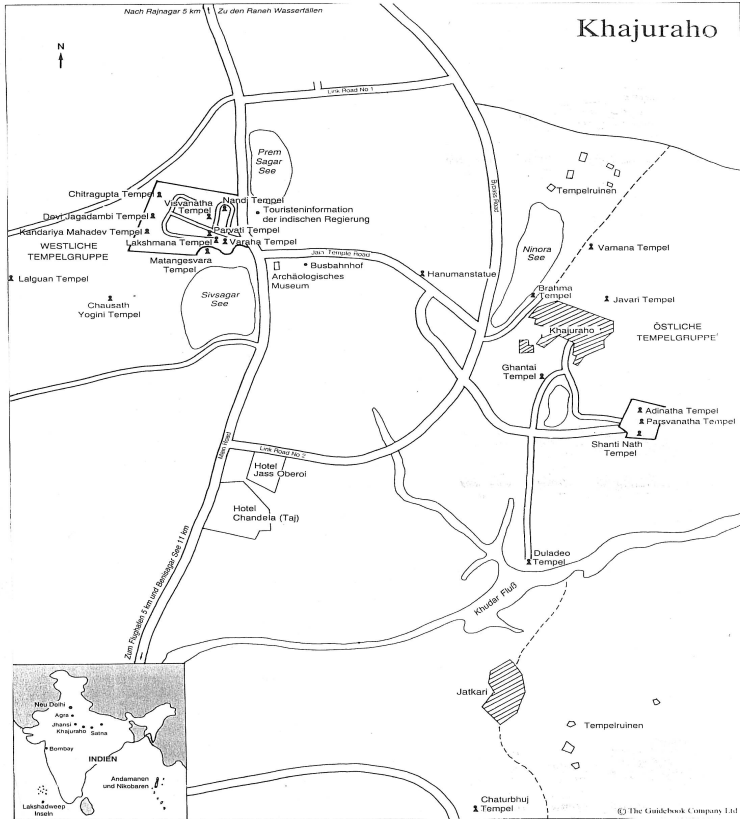 Khajuraho
Nach Rajnagar 5 km
Zu den Raneh Wasserfällen
N
Link Road No 1
Prem
Sagar
See
Chitragupta Tempel
Visvanatha
Tempel
Nandi Tempel
Touristeninformation
der indischen Regierung
Devi Jagadambi Tempel
Kandariya Mahadev Tempel
Parvati Tempel
Lakshmana Tempel
Varaha Tempel
WESTLICHE
TEMPELGRUPPE
Matangesvara
Tempel
Jain Temple Road
Busbahnhof
Archäologisches
Museum
Hanumanstatue
Lalguan Tempel
Chausath
Yogini Tempel
Sivsagar
See
Tempelruinen
Ninora
See
Vamana Tempel
Brahma
Tempel
Javari Tempel
Khajuraho
ÖSTLICHE
TEMPELGRUPPE
Ghantai
Tempel
Adinatha Tempel
Parsvanatha Tempel
Shanti Nath
Tempel
Main Road
Link Road No 2
Hotel
Jass Oberoi
Hotel
Chandela (Taj)
Zum Flughafen 5 km und Benisagar See 11 km
Duladeo
Tempel
Khudar Fluß
Jatkari
Tempelruinen
Chaturbhuj
Tempel
Neu Delhi
Agra
Jhansi
Khajuraho
Satna
Bombay
INDIEN
Andamanen
und Nikobaren
Lakshadweep
Inseln
© The Guidebook Company Ltd